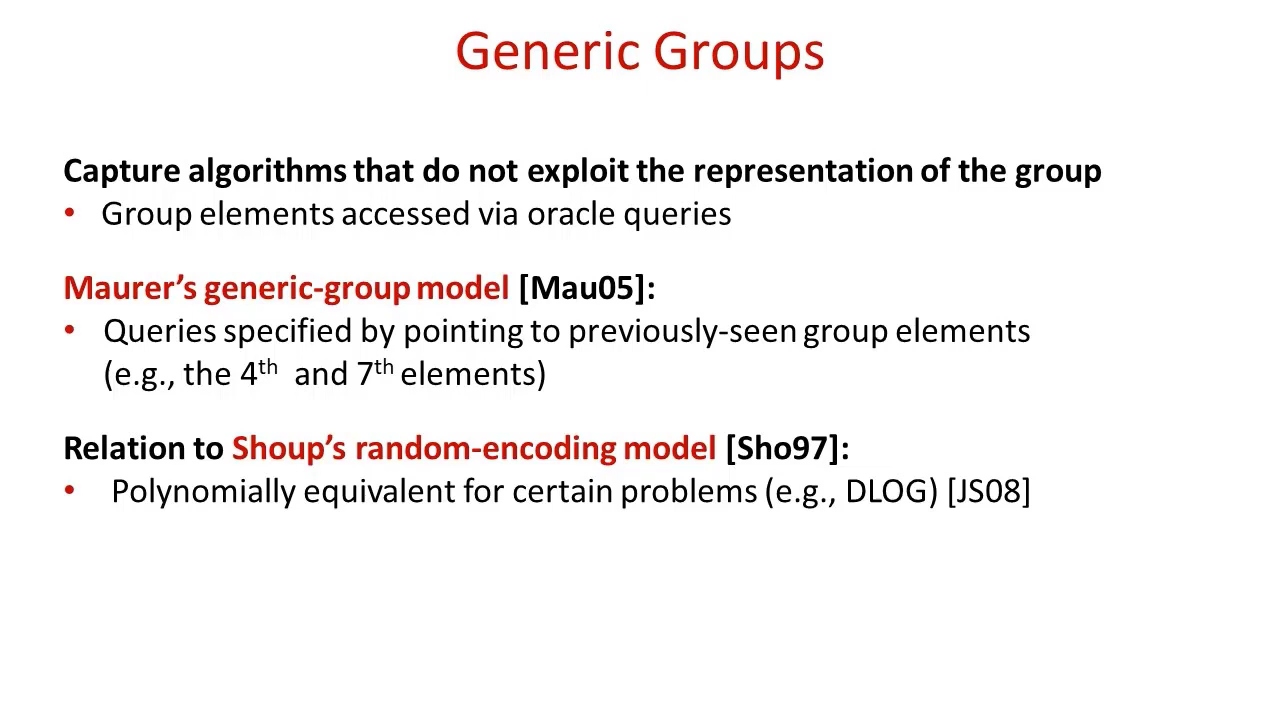 Generic Groups
Capture algorithms that do not exploit the representation of the group
• Group elements accessed via oracle queries
Maurer’s generic-group model [Mau05]:
• Queries specified by pointing to previously-seen group elements
(e.g., the 4th and 7th elements)
Relation to Shoup’s random-encoding model [Sho97]:
• Polynomially equivalent for certain problems (e.g., DLOG) [JS08]